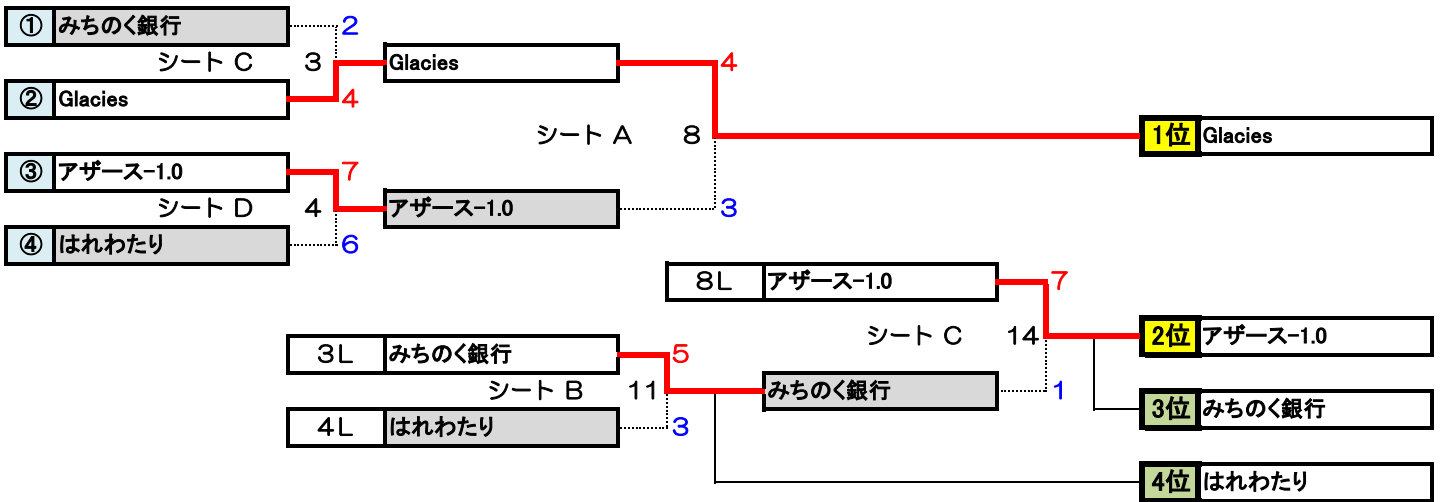 ① みちのく銀行 2
シート C 3 Glacies 4
② Glacies 4
シート A 8 1位 Glacies
③ アザース-1.0 7
シート D 4 アザース-1.0 3
④ はれわたり 6
8L アザース-1.0 7
シート C 14 2位 アザース-1.0
3L みちのく銀行 5
シート B 11 みちのく銀行 1
3位 みちのく銀行
4L はれわたり 3
4位 はれわたり